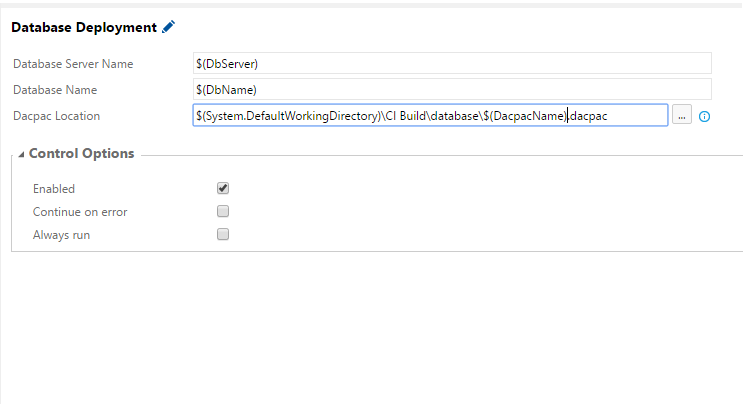 Database Deployment
Database Server Name $(DbServer)
Database Name $(DbName)
Dacpac Location $(System.DefaultWorkingDirectory)\CI Build\database\$(DacpacName).dacpac ...
Control Options
Enabled
Continue on error
Always run